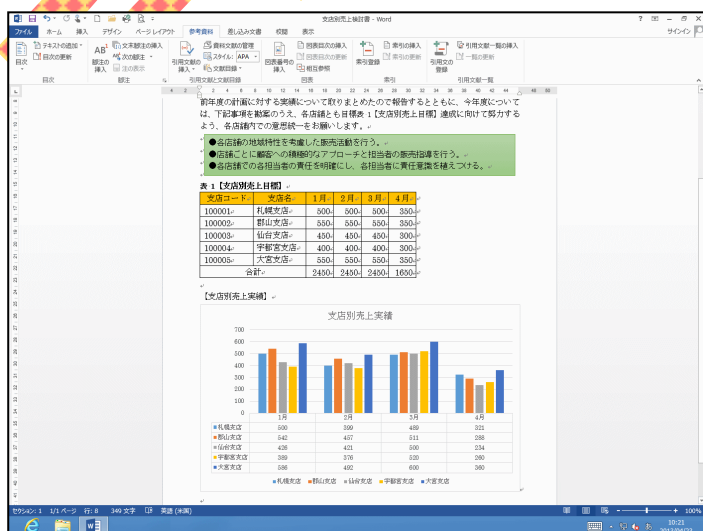 支店別売上検討書 - Word
サインイン
ファイル ホーム 挿入 デザイン ページ レイアウト 参考資料 差し込み文書 校閲 表示
目次
テキストの追加
目次の更新
目次
AB¹
脚注の挿入
文末脚注の挿入
次の脚注
注の表示
脚注
引用文献の挿入
資料文献の管理
スタイル: APA
文献目録
引用文献と文献目録
図表番号の挿入
図表目次の挿入
図表目次の更新
相互参照
図表
索引登録
索引の挿入
索引の更新
索引
引用文の登録
引用文献一覧の挿入
一覧の更新
引用文献一覧
前年度の計画に対する実績について取りまとめたので報告するとともに、今年度について
は、下記事項を勘案のうえ、各店舗とも目標表 1【支店別売上目標】達成に向けて努力する
よう、各店舗内での意思統一をお願いします。
●各店舗の地域特性を考慮した販売活動を行う。
●店舗ごとに顧客への積極的なアプローチと担当者の販売指導を行う。
●各店舗での各担当者の責任を明確にし、各担当者に責任意識を植えつける。
表 1【支店別売上目標】
支店コード 支店名 1月 2月 3月 4月
100001 札幌支店 500 500 500 350
100002 郡山支店 550 550 550 350
100003 仙台支店 450 450 450 300
100004 宇都宮支店 400 400 400 300
100005 大宮支店 550 550 550 350
合計 2450 2450 2450 1650
【支店別売上実績】
支店別売上実績
700
600
500
400
300
200
100
0
1月 2月 3月 4月
札幌支店 500 399 489 321
郡山支店 542 457 511 288
仙台支店 426 421 500 234
宇都宮支店 389 376 520 260
大宮支店 586 492 600 360
札幌支店 郡山支店 仙台支店 宇都宮支店 大宮支店
セクション: 1 1/1 ページ 行: 8 349 文字 英語 (米国) 100%
10:21